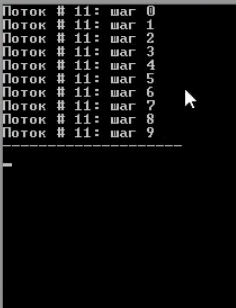 Поток # 11: шаг 0
Поток # 11: шаг 1
Поток # 11: шаг 2
Поток # 11: шаг 3
Поток # 11: шаг 4
Поток # 11: шаг 5
Поток # 11: шаг 6
Поток # 11: шаг 7
Поток # 11: шаг 8
Поток # 11: шаг 9
---------------------